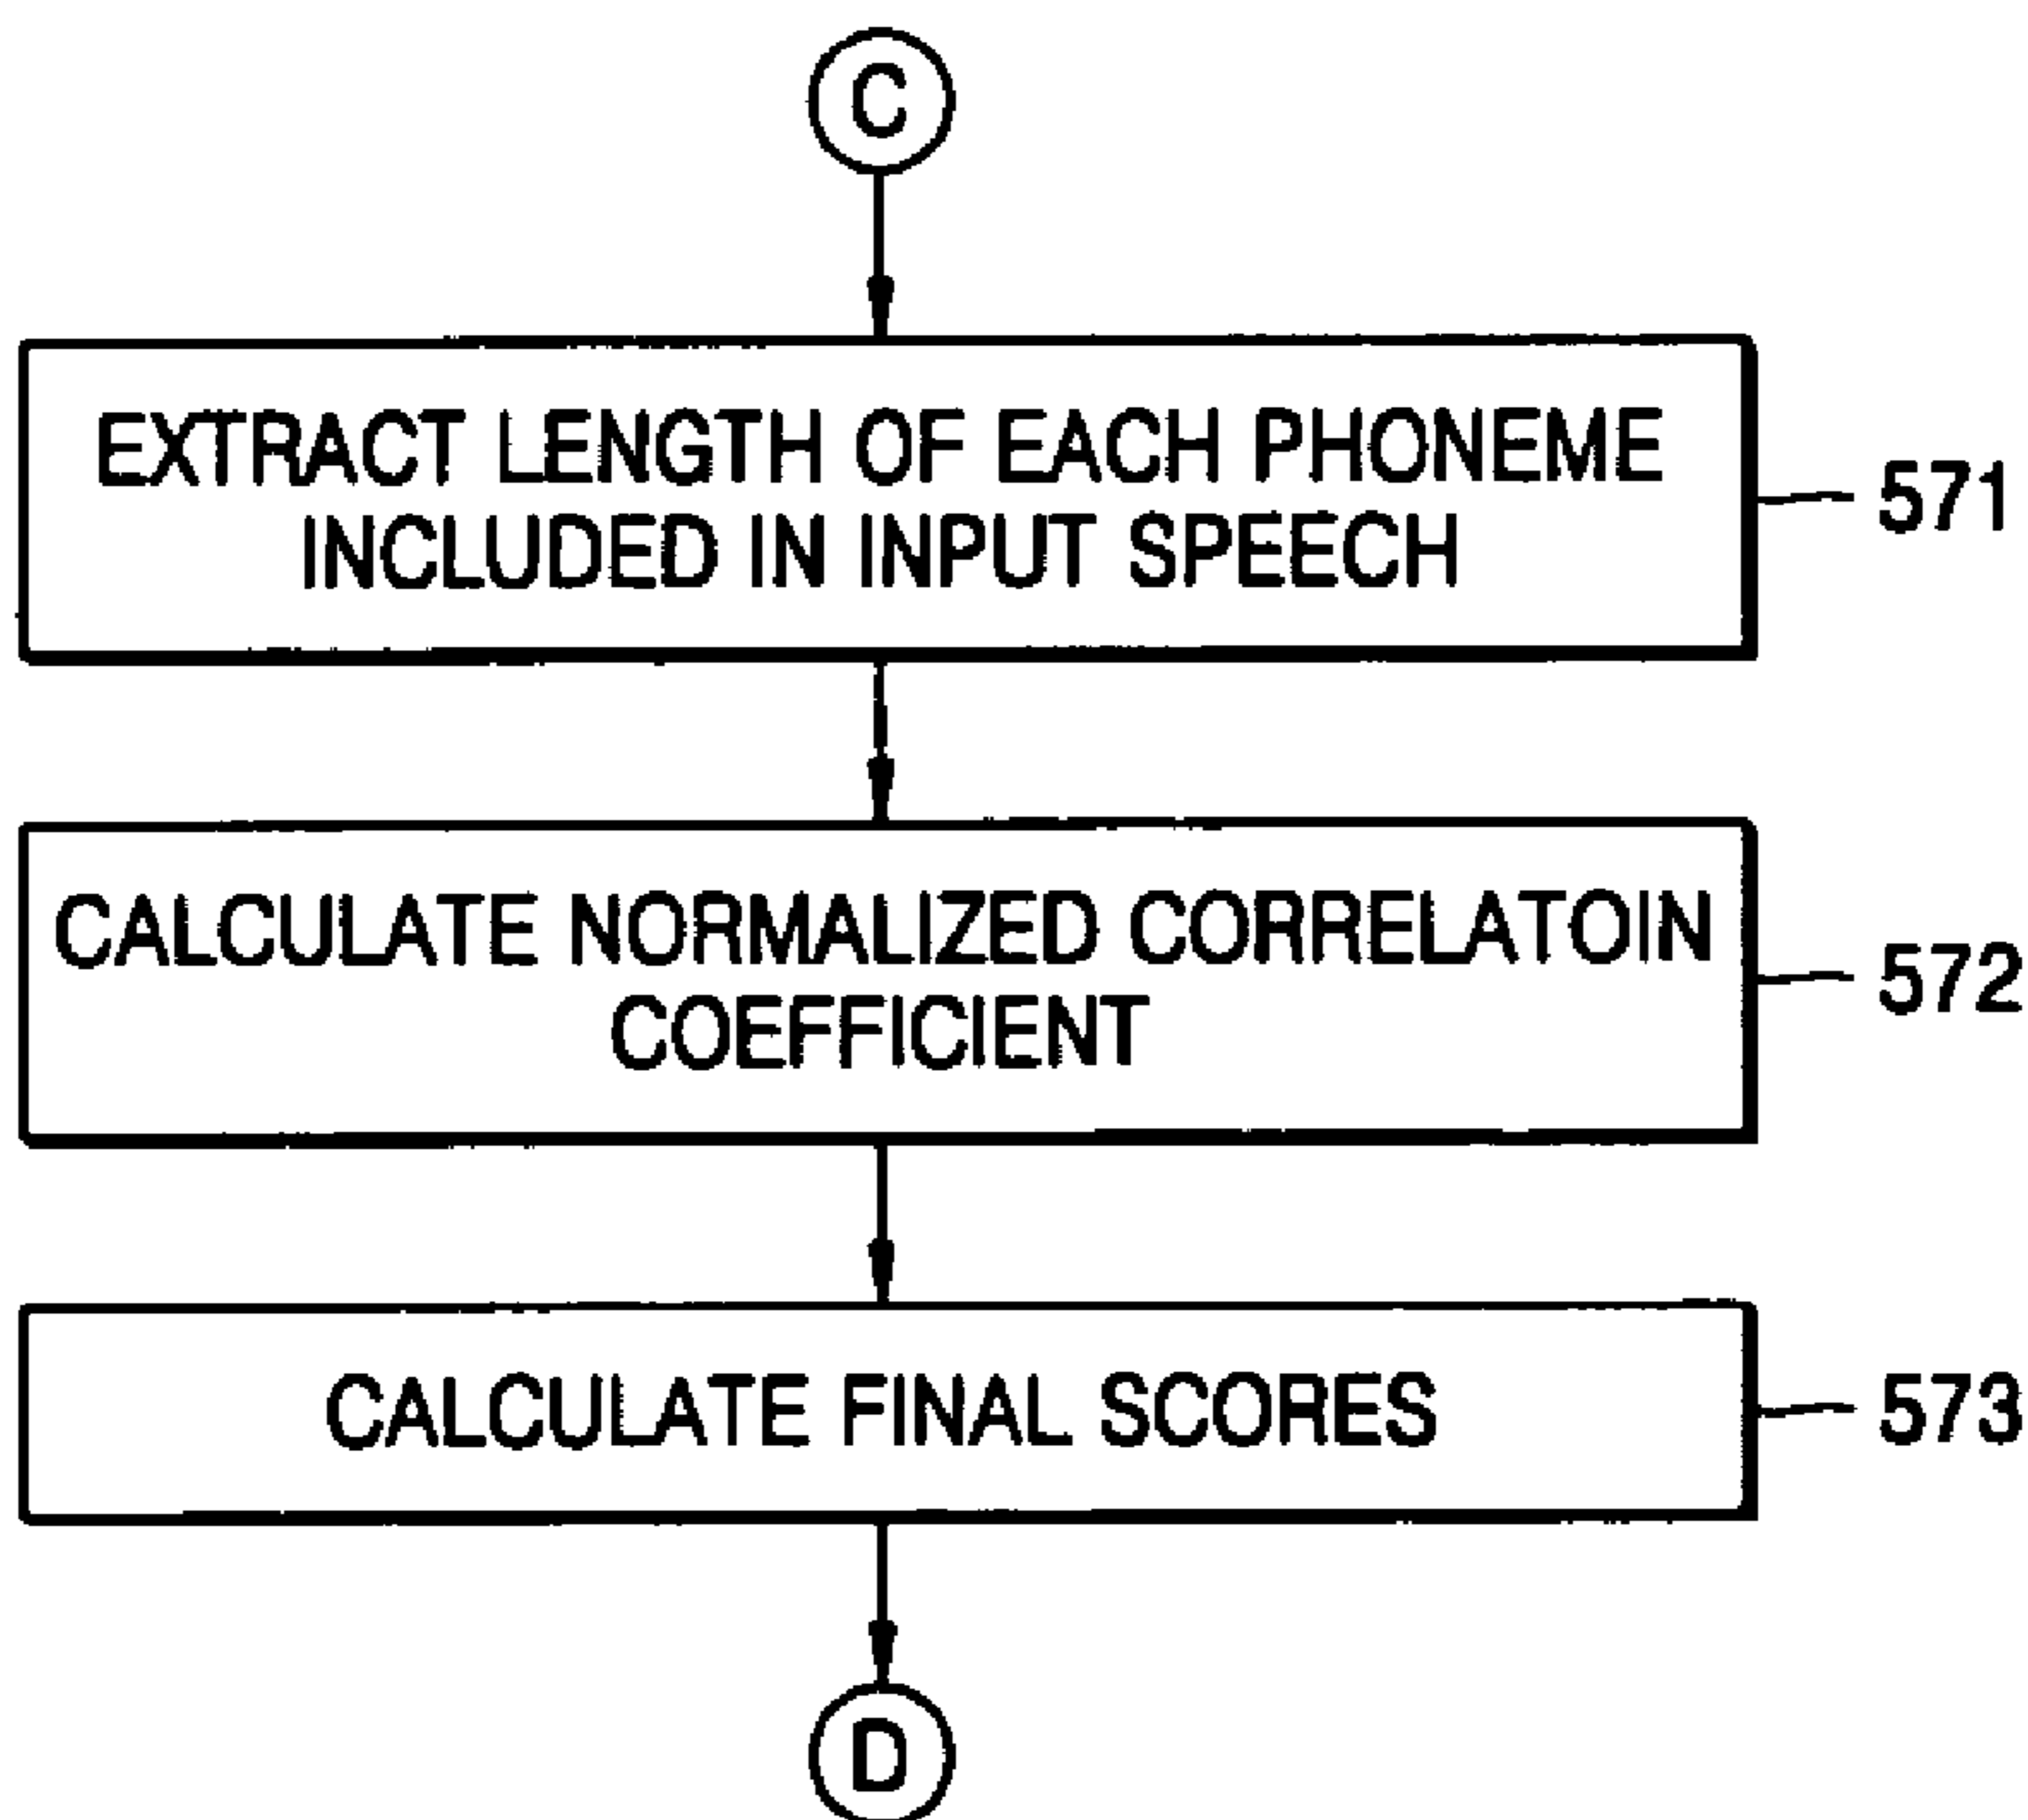 C
EXTRACT LENGTH OF EACH PHONEME
INCLUDED IN INPUT SPEECH
571
CALCULATE NORMALIZED CORRELATOIN
COEFFICIENT
572
CALCULATE FINAL SCORES
573
D